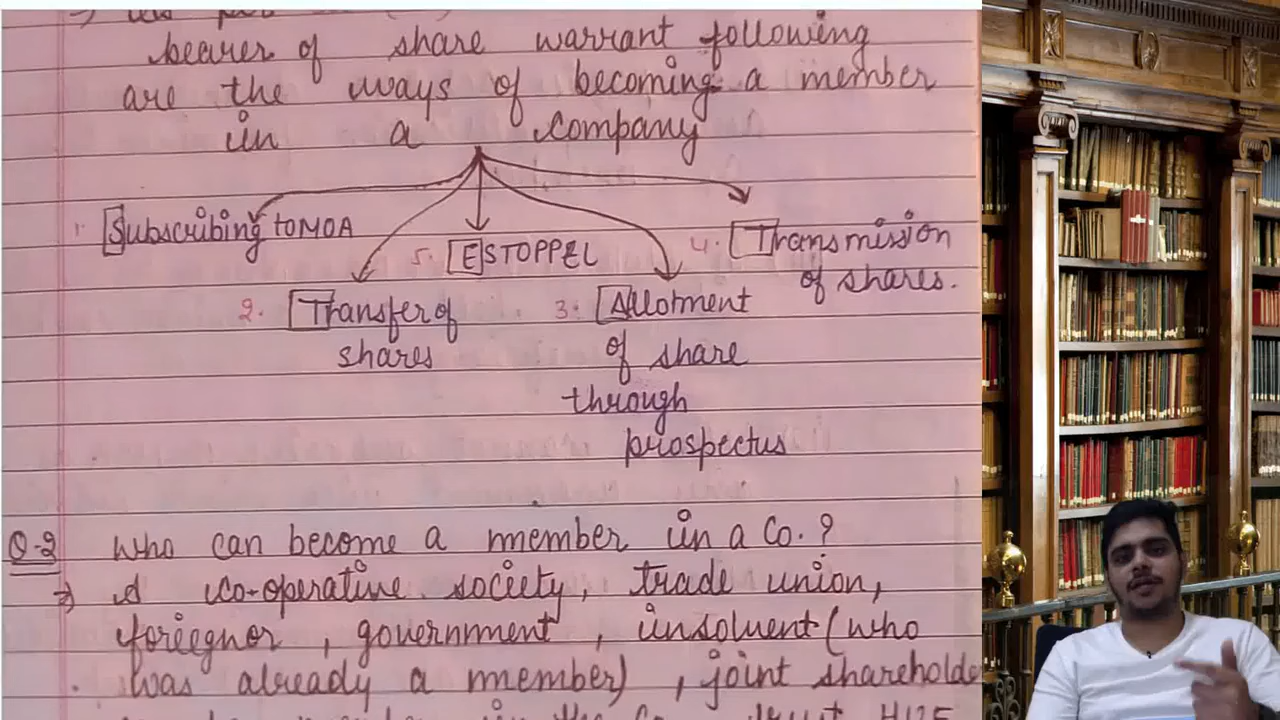 bearer of share warrant following
are the ways of becoming a member
in a company
1. Subscribing to MOA
5. ESTOPPEL
4. Transmission
of shares.
2. Transfer of
shares
3. Allotment
of share
through
prospectus
Q.2 Who can become a member in a Co.?
co-operative society, trade union,
foriegnor, government, insolvent (who
was already a member), joint sharehold